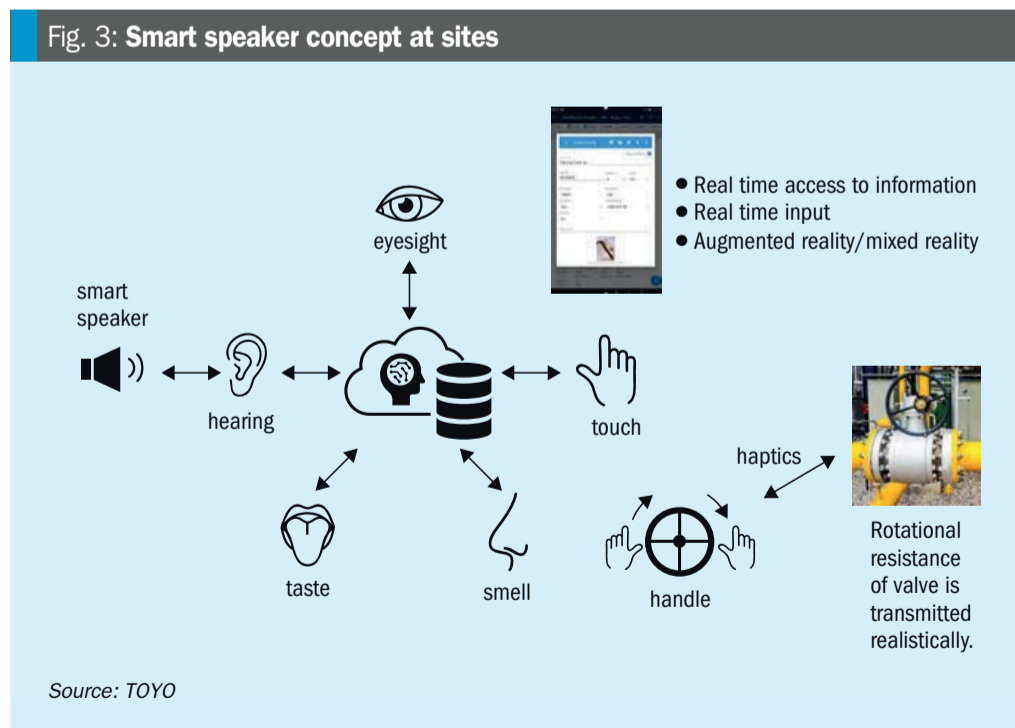 Fig. 3: Smart speaker concept at sites
● Real time access to information
● Real time input
● Augmented reality/mixed reality
eyesight
smart
speaker
hearing
touch
haptics
taste
smell
handle
Rotational
resistance
of valve is
transmitted
realistically.
Source: TOYO